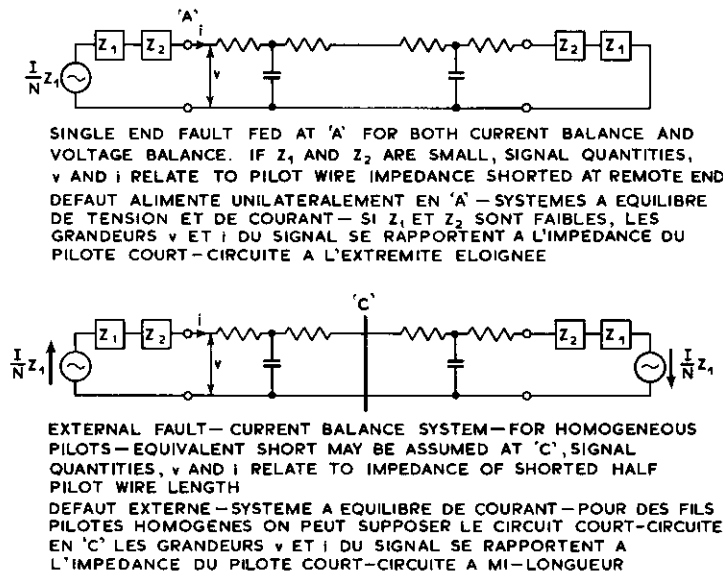 'A'
i
Z₁ Z₂
Z₂ Z₁
I/N Z₁
v
SINGLE END FAULT FED AT 'A' FOR BOTH CURRENT BALANCE AND
VOLTAGE BALANCE. IF Z₁ AND Z₂ ARE SMALL, SIGNAL QUANTITIES,
v AND i RELATE TO PILOT WIRE IMPEDANCE SHORTED AT REMOTE END
DEFAUT ALIMENTE UNILATERALEMENT EN 'A' – SYSTEMES A EQUILIBRE
DE TENSION ET DE COURANT – SI Z₁ ET Z₂ SONT FAIBLES, LES
GRANDEURS v ET i DU SIGNAL SE RAPPORTENT A L'IMPEDANCE DU
PILOTE COURT-CIRCUITE A L'EXTREMITE ELOIGNEE
'C'
i
Z₁ Z₂
Z₂ Z₁
I/N Z₁
v
I/N Z₁
EXTERNAL FAULT – CURRENT BALANCE SYSTEM – FOR HOMOGENEOUS
PILOTS – EQUIVALENT SHORT MAY BE ASSUMED AT 'C', SIGNAL
QUANTITIES, v AND i RELATE TO IMPEDANCE OF SHORTED HALF
PILOT WIRE LENGTH
DEFAUT EXTERNE – SYSTEME A EQUILIBRE DE COURANT – POUR DES FILS
PILOTES HOMOGENES ON PEUT SUPPOSER LE CIRCUIT COURT-CIRCUITE
EN 'C' LES GRANDEURS v ET i DU SIGNAL SE RAPPORTENT A
L'IMPEDANCE DU PILOTE COURT-CIRCUITE A MI-LONGUEUR